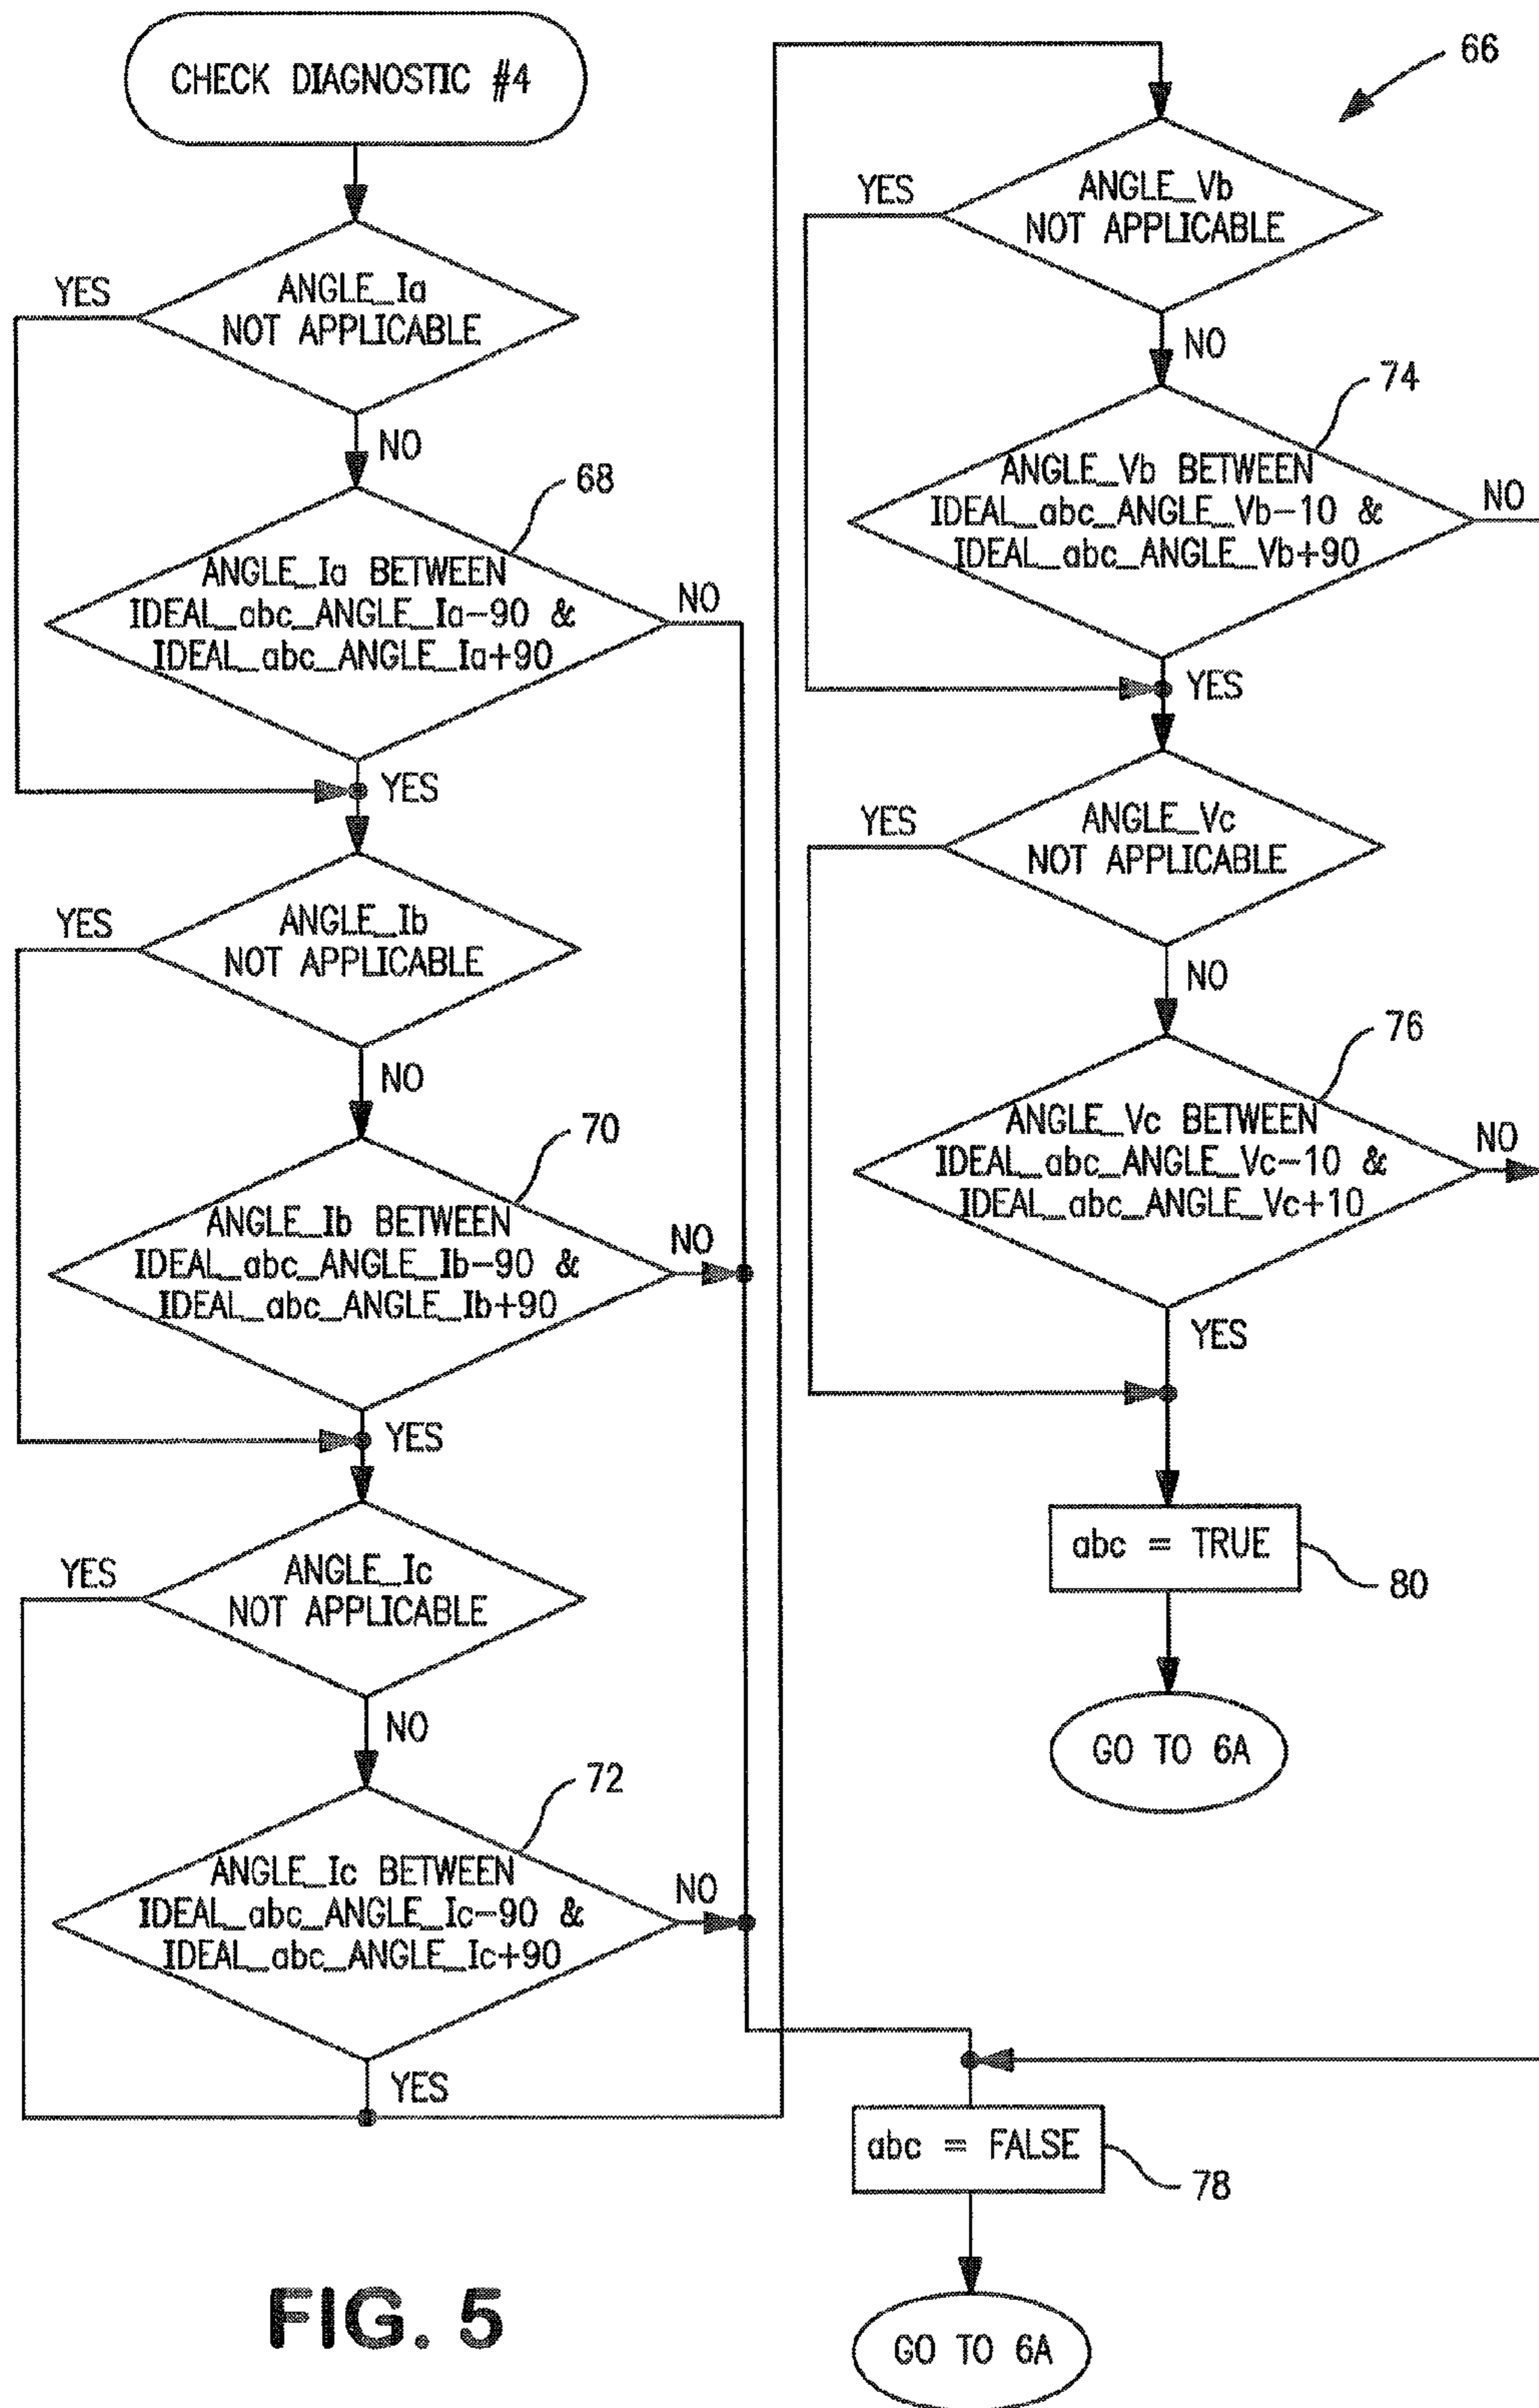 CHECK DIAGNOSTIC #4
ANGLE_Ia
NOT APPLICABLE
YES
NO
68
ANGLE_Ia BETWEEN
IDEAL_abc_ANGLE_Ia-90 &
IDEAL_abc_ANGLE_Ia+90
NO
YES
ANGLE_Ib
NOT APPLICABLE
YES
NO
70
ANGLE_Ib BETWEEN
IDEAL_abc_ANGLE_Ib-90 &
IDEAL_abc_ANGLE_Ib+90
NO
YES
ANGLE_Ic
NOT APPLICABLE
YES
NO
72
ANGLE_Ic BETWEEN
IDEAL_abc_ANGLE_Ic-90 &
IDEAL_abc_ANGLE_Ic+90
NO
YES
66
ANGLE_Vb
NOT APPLICABLE
YES
NO
74
ANGLE_Vb BETWEEN
IDEAL_abc_ANGLE_Vb-10 &
IDEAL_abc_ANGLE_Vb+90
NO
YES
ANGLE_Vc
NOT APPLICABLE
YES
NO
76
ANGLE_Vc BETWEEN
IDEAL_abc_ANGLE_Vc-10 &
IDEAL_abc_ANGLE_Vc+10
NO
YES
abc = TRUE
80
GO TO 6A
abc = FALSE
78
GO TO 6A
FIG. 5